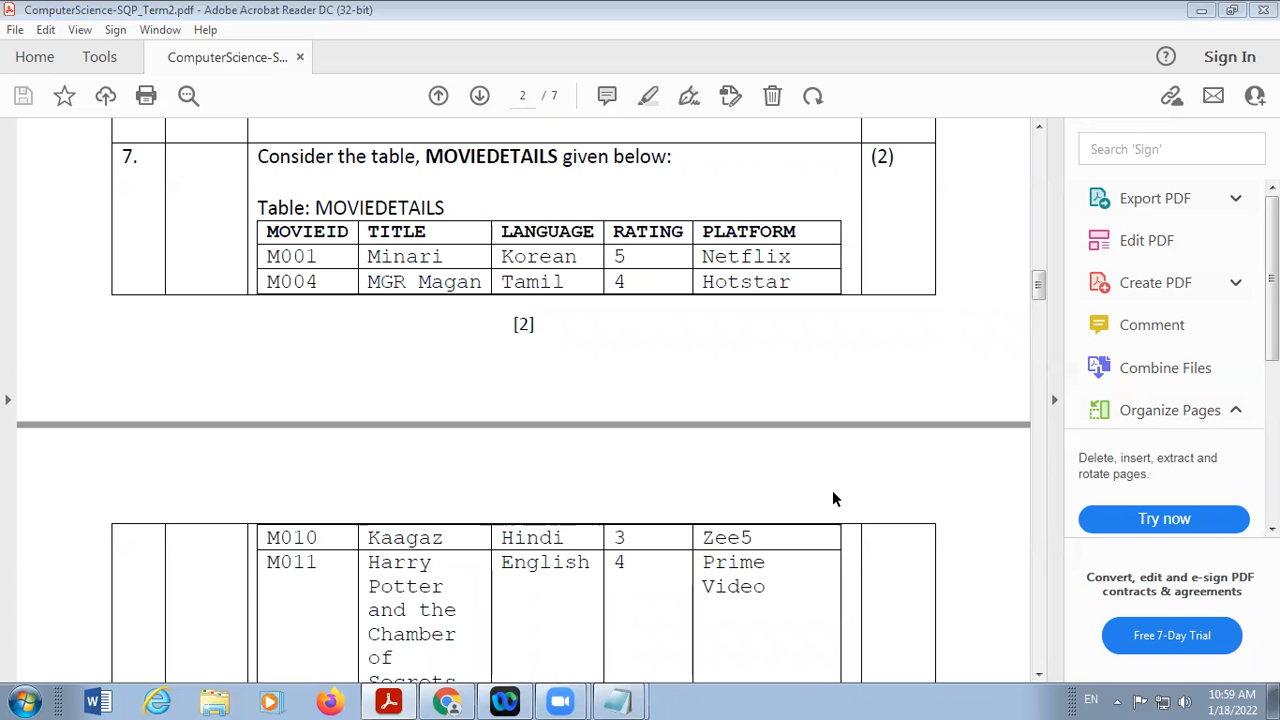 ComputerScience-SQP_Term2.pdf - Adobe Acrobat Reader DC (32-bit)
File Edit View Sign Window Help
Home Tools ComputerScience-S... × Sign In
2 / 7
7. Consider the table, MOVIEDETAILS given below: (2)
Table: MOVIEDETAILS
MOVIEID TITLE LANGUAGE RATING PLATFORM
M001 Minari Korean 5 Netflix
M004 MGR Magan Tamil 4 Hotstar
[2]
M010 Kaagaz Hindi 3 Zee5
M011 Harry English 4 Prime
Potter Video
and the
Chamber
of
Secrets
Search 'Sign'
Export PDF
Edit PDF
Create PDF
Comment
Combine Files
Organize Pages
Delete, insert, extract and
rotate pages.
Try now
Convert, edit and e-sign PDF
contracts & agreements
Free 7-Day Trial
EN 10:59 AM
1/18/2022